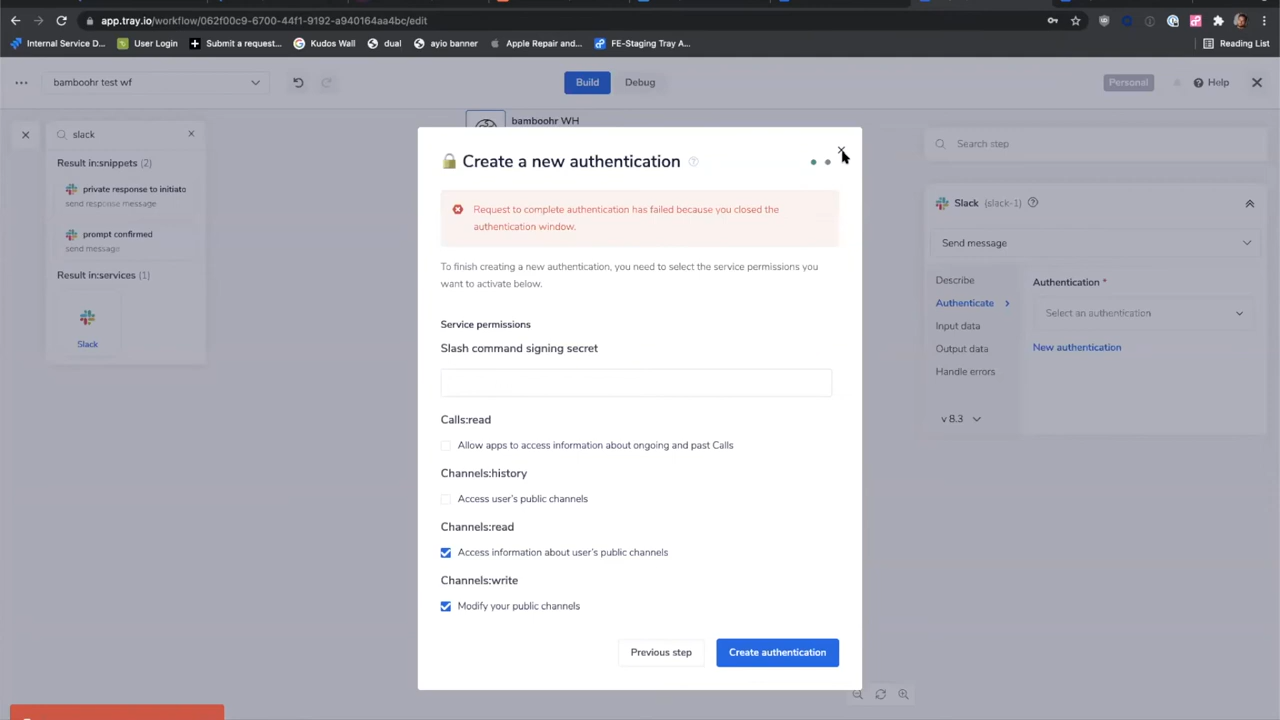 app.tray.io/workflow/062f00c9-6700-44f1-9192-a940164aa4bc/edit
Internal Service D...
User Login
Submit a request...
Kudos Wall
dual
ayio banner
Apple Repair and...
FE-Staging Tray A...
Reading List
bamboohr test wf
Build
Debug
Personal
Help
slack
Result in:snippets (2)
private response to initiato
send response message
prompt confirmed
send message
Result in:services (1)
Slack
bamboohr WH
Create a new authentication
Request to complete authentication has failed because you closed the
authentication window.
To finish creating a new authentication, you need to select the service permissions you
want to activate below.
Service permissions
Slash command signing secret
Calls:read
Allow apps to access information about ongoing and past Calls
Channels:history
Access user's public channels
Channels:read
Access information about user's public channels
Channels:write
Modify your public channels
Previous step
Create authentication
Search step
Slack (slack-1)
Send message
Describe
Authenticate
Input data
Output data
Handle errors
v 8.3
Authentication *
Select an authentication
New authentication